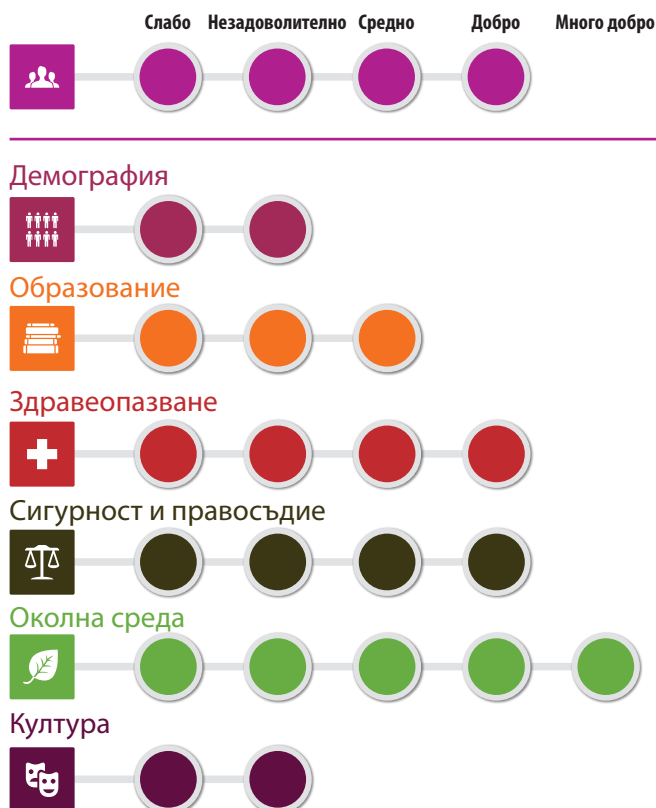 Слабо Незадоволително Средно Добро Много добро
Демография
Образование
Здравеопазване
Сигурност и правосъдие
Околна среда
Култура